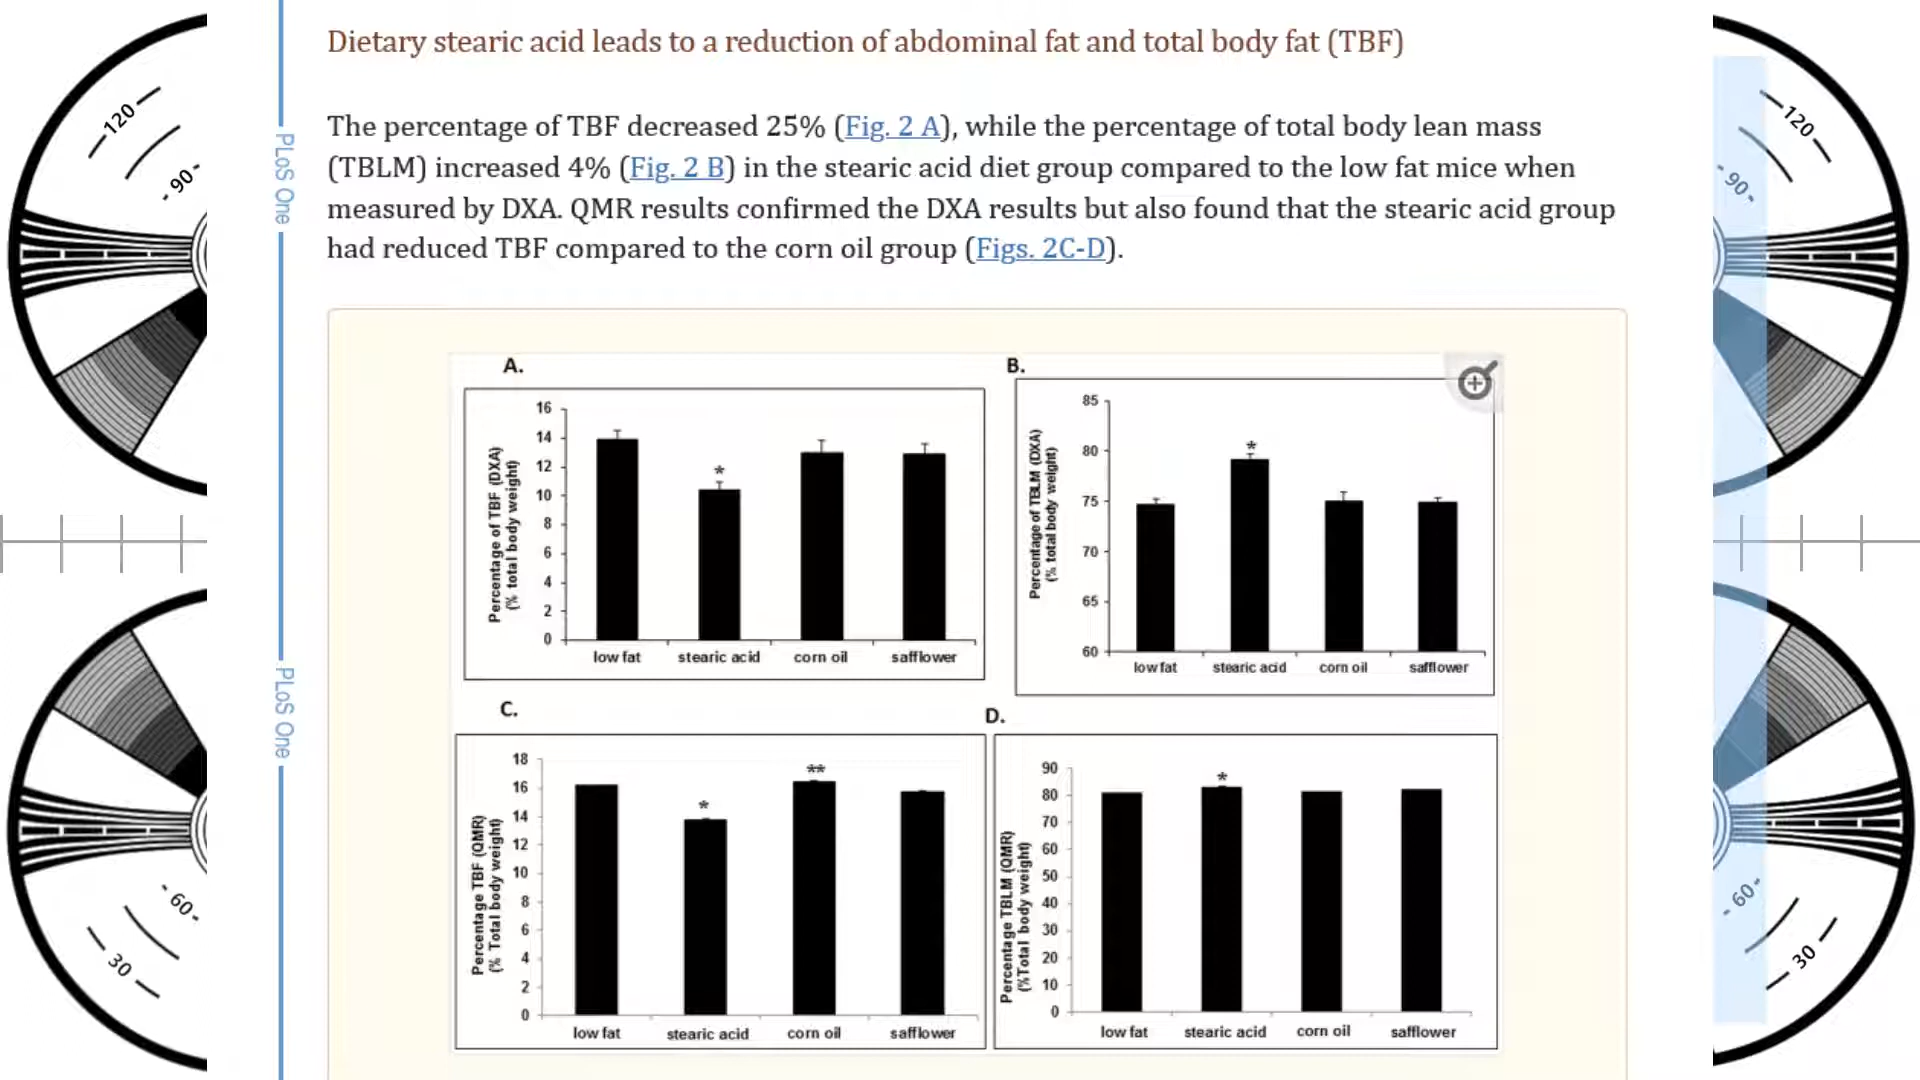 Dietary stearic acid leads to a reduction of abdominal fat and total body fat (TBF)
The percentage of TBF decreased 25% (Fig. 2 A), while the percentage of total body lean mass
(TBLM) increased 4% (Fig. 2 B) in the stearic acid diet group compared to the low fat mice when
measured by DXA. QMR results confirmed the DXA results but also found that the stearic acid group
had reduced TBF compared to the corn oil group (Figs. 2C-D).
PLoS One
PLoS One
A.
Percentage of TBF (DXA)
(% total body weight)
16
14
12
10
8
6
4
2
0
*
low fat stearic acid corn oil safflower
B.
Percentage of TBLM (DXA)
(% total body weight)
85
80
75
70
65
60
*
low fat stearic acid corn oil safflower
C.
Percentage TBF (QMR)
(% Total body weight)
18
16
14
12
10
8
6
4
2
0
*
**
low fat stearic acid corn oil safflower
D.
Percentage TBLM (QMR)
(%Total body weight)
90
80
70
60
50
40
30
20
10
0
*
low fat stearic acid corn oil safflower
120
- 90 -
- 60 -
30
120
- 90 -
- 60 -
30